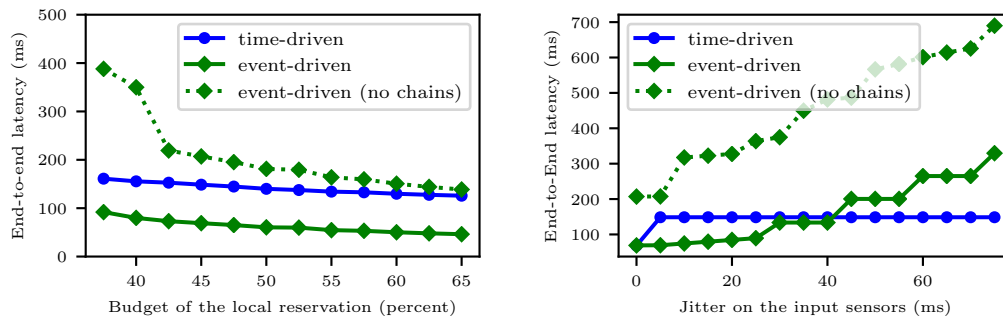 500
400
300
200
100
0
End-to-end latency (ms)
time-driven
event-driven
event-driven (no chains)
40
45
50
55
60
65
Budget of the local reservation (percent)
700
600
500
400
300
200
100
End-to-End latency (ms)
time-driven
event-driven
event-driven (no chains)
0
20
40
60
Jitter on the input sensors (ms)